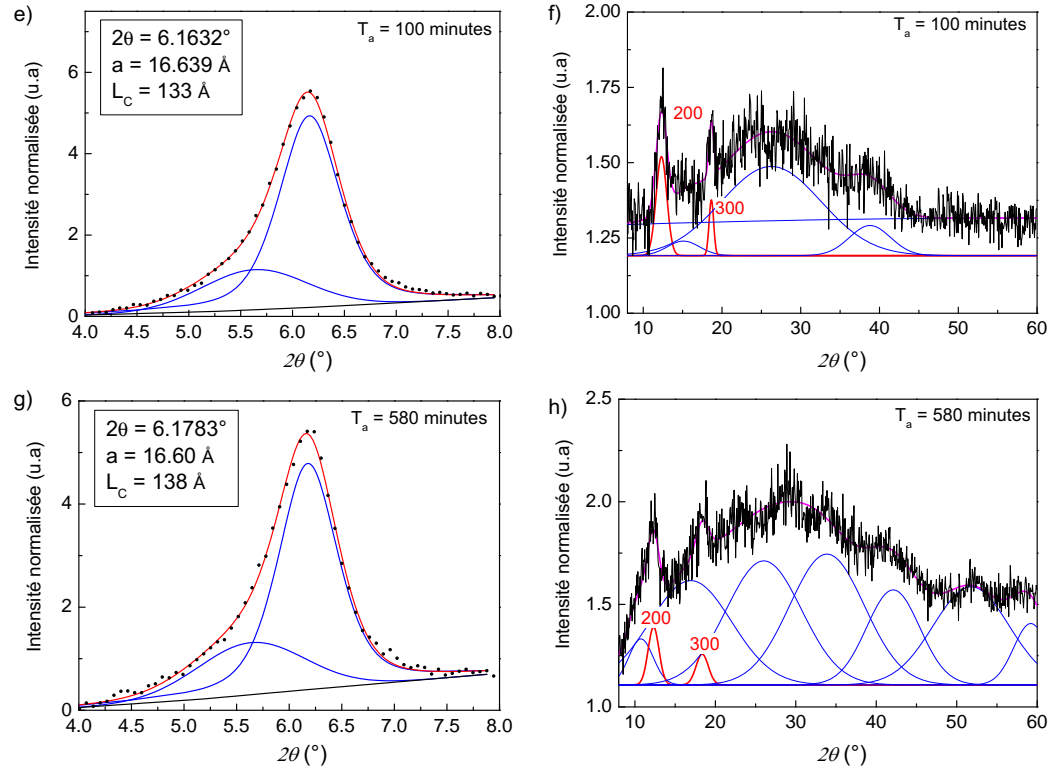 e)
T_a = 100 minutes
2θ = 6.1632°
a = 16.639 Å
L_C = 133 Å
Intensité normalisée (u.a)
6
4
2
0
4.0 4.5 5.0 5.5 6.0 6.5 7.0 7.5 8.0
2θ (°)
f)
T_a = 100 minutes
200
300
Intensité normalisée (u.a)
2.00
1.75
1.50
1.25
1.00
10 20 30 40 50 60
2θ (°)
g)
T_a = 580 minutes
2θ = 6.1783°
a = 16.60 Å
L_C = 138 Å
Intensité normalisée (u.a)
6
4
2
0
4.0 4.5 5.0 5.5 6.0 6.5 7.0 7.5 8.0
2θ (°)
h)
T_a = 580 minutes
200
300
Intensité normalisée (u.a)
2.5
2.0
1.5
1.0
10 20 30 40 50 60
2θ (°)